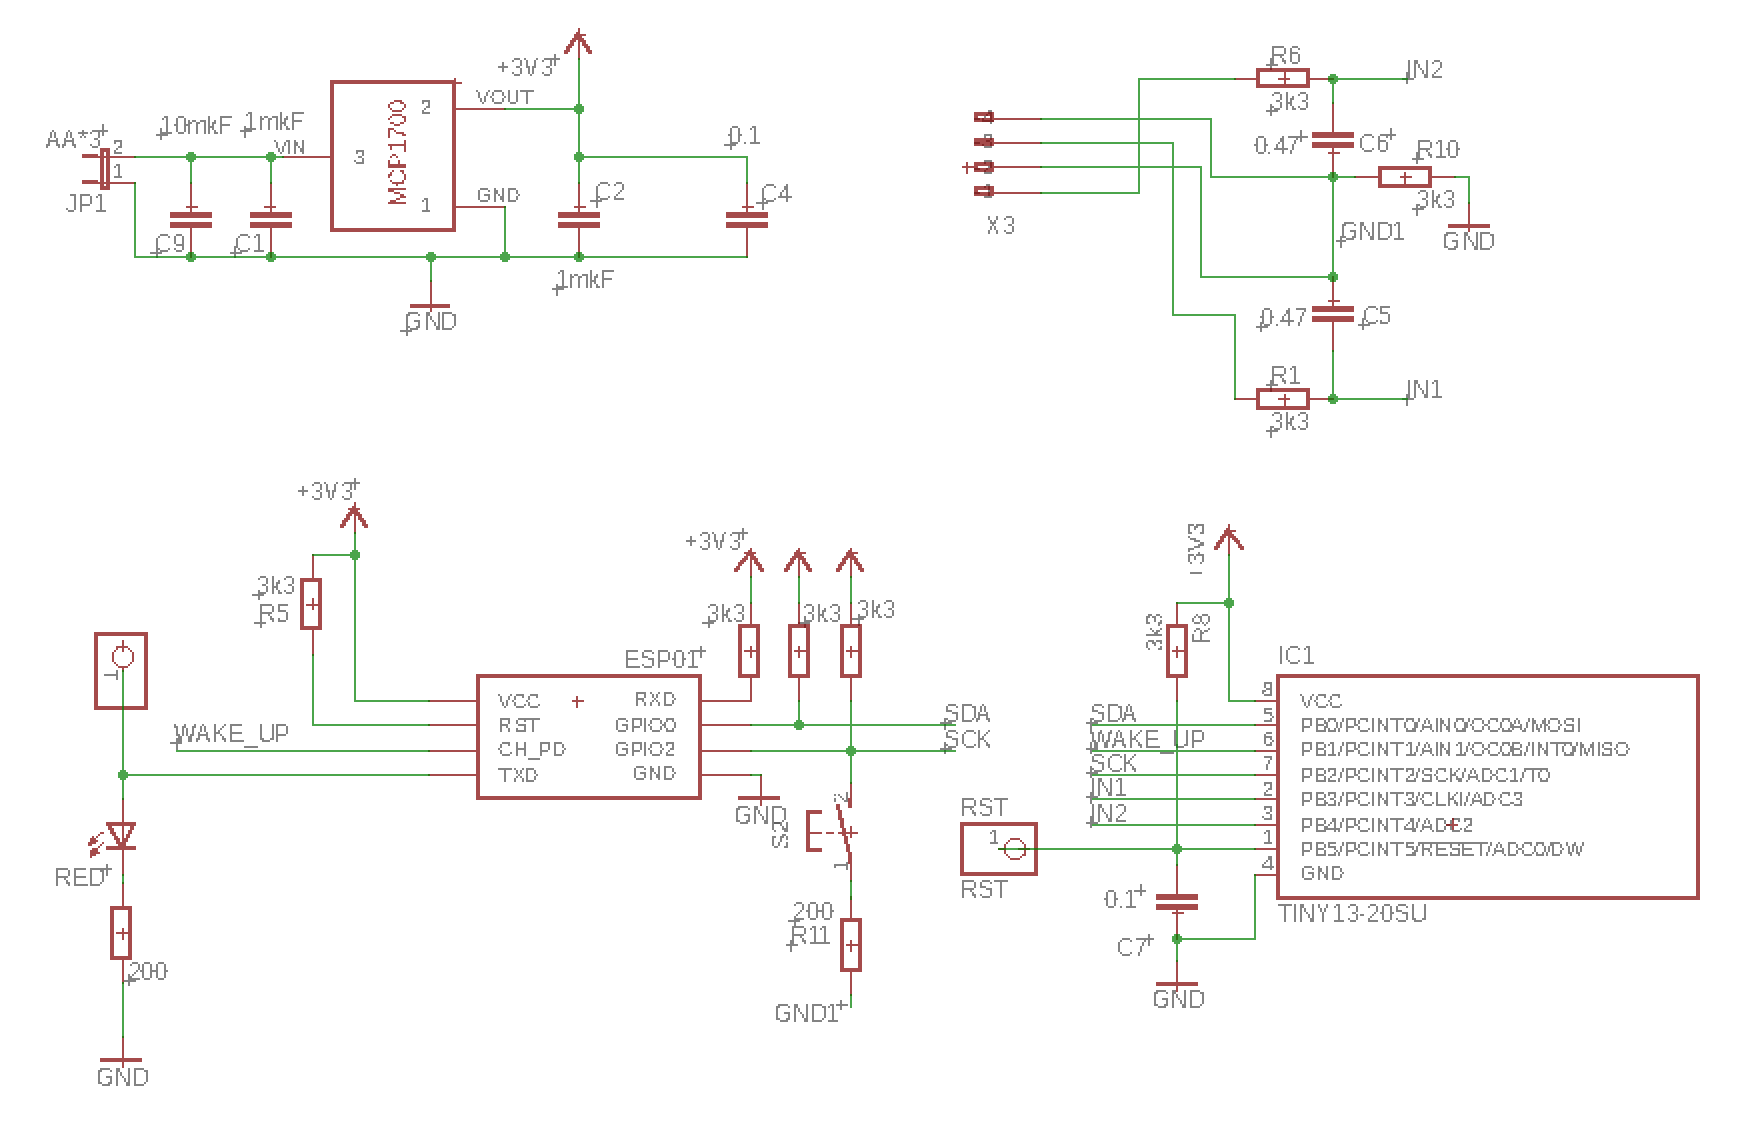 +3V3
VOUT
2
MCP1700
10mkF
1mkF
AA*3
2
VIN
3
1
JP1
1
GND
C9
C1
C2
0.1
C4
1mkF
GND
R6
IN2
3k3
0.47
C6
R10
3k3
X3
GND1
GND
0.47
C5
R1
IN1
3k3
+3V3
3k3
R5
+3V3
3k3
3k3
3k3
ESP01
VCC
RXD
RST
GPIO0
SDA
WAKE_UP
CH_PD
GPIO2
SCK
TXD
GND
1
GND
S2
2
1
RED
200
GND
200
R11
GND1
+3V3
3k3
R8
IC1
8
VCC
SDA
5
PB0/PCINT0/AIN0/OC0A/MOSI
WAKE_UP
6
PB1/PCINT1/AIN1/OC0B/INT0/MISO
SCK
7
PB2/PCINT2/SCK/ADC1/T0
IN1
2
PB3/PCINT3/CLKI/ADC3
IN2
3
PB4/PCINT4/ADC2
RST
1
1
PB5/PCINT5/RESET/ADC0/DW
4
GND
RST
0.1
TINY13-20SU
C7
GND